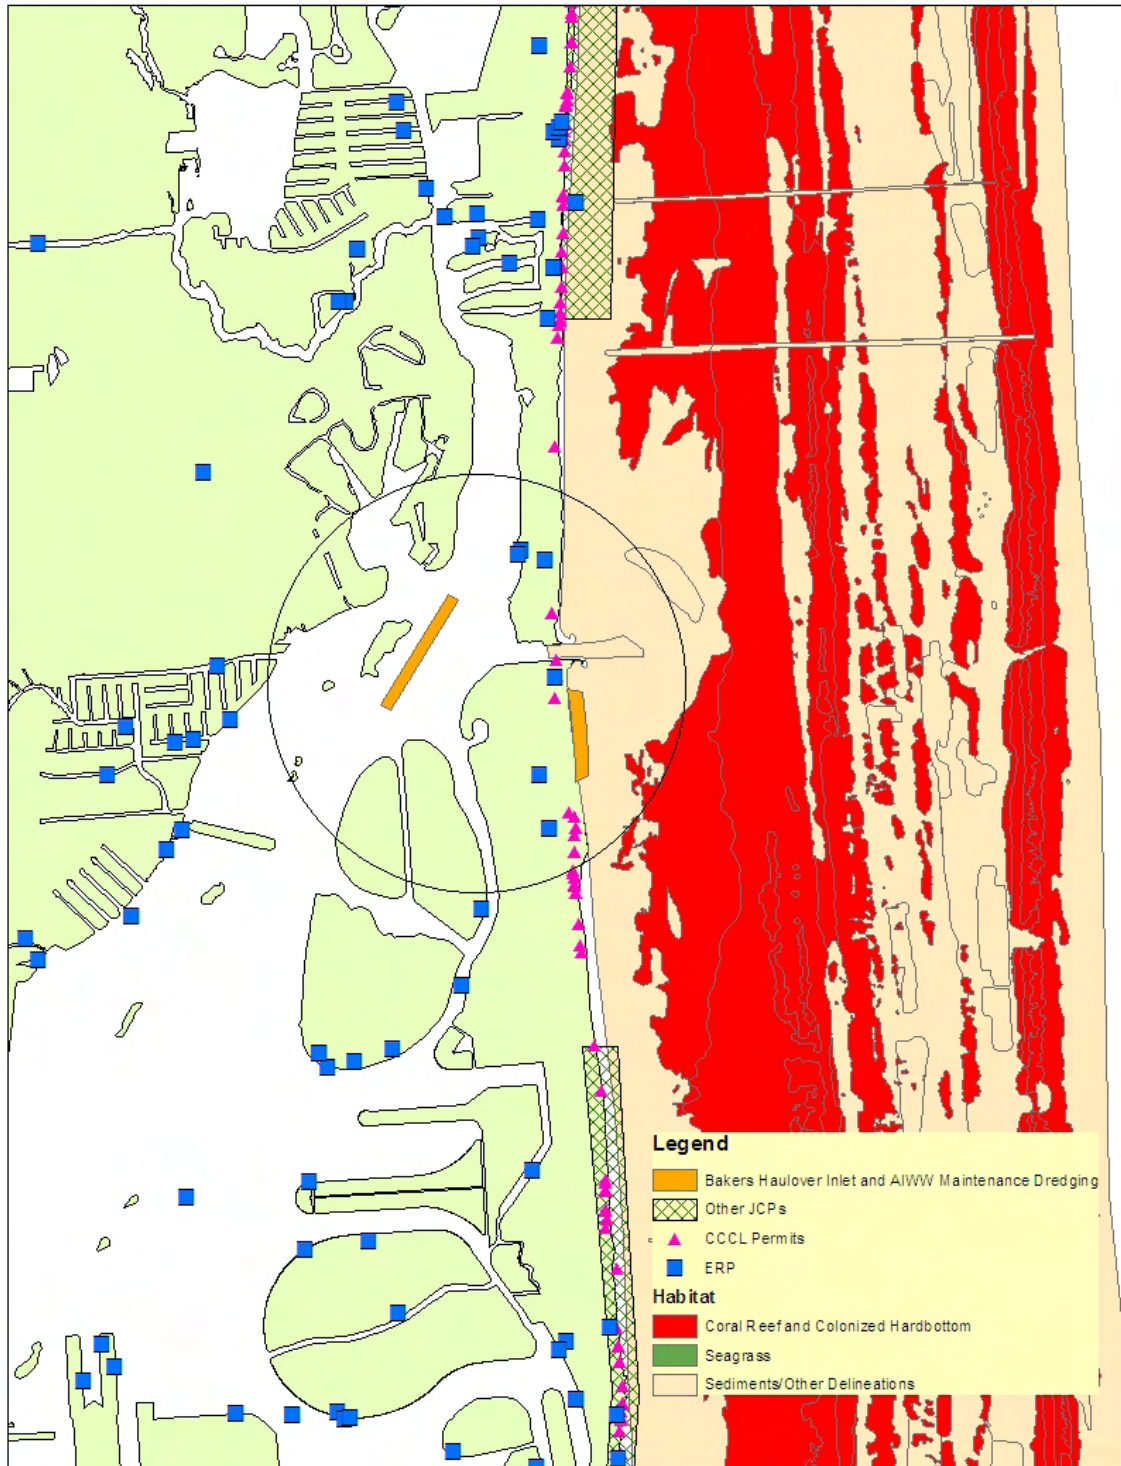 Legend
Bakers Haulover Inlet and AIWW Maintenance Dredging
Other JCPs
CCCL Permits
ERP
Habitat
Coral Reef and Colonized Hardbottom
Seagrass
Sediments/Other Delineations